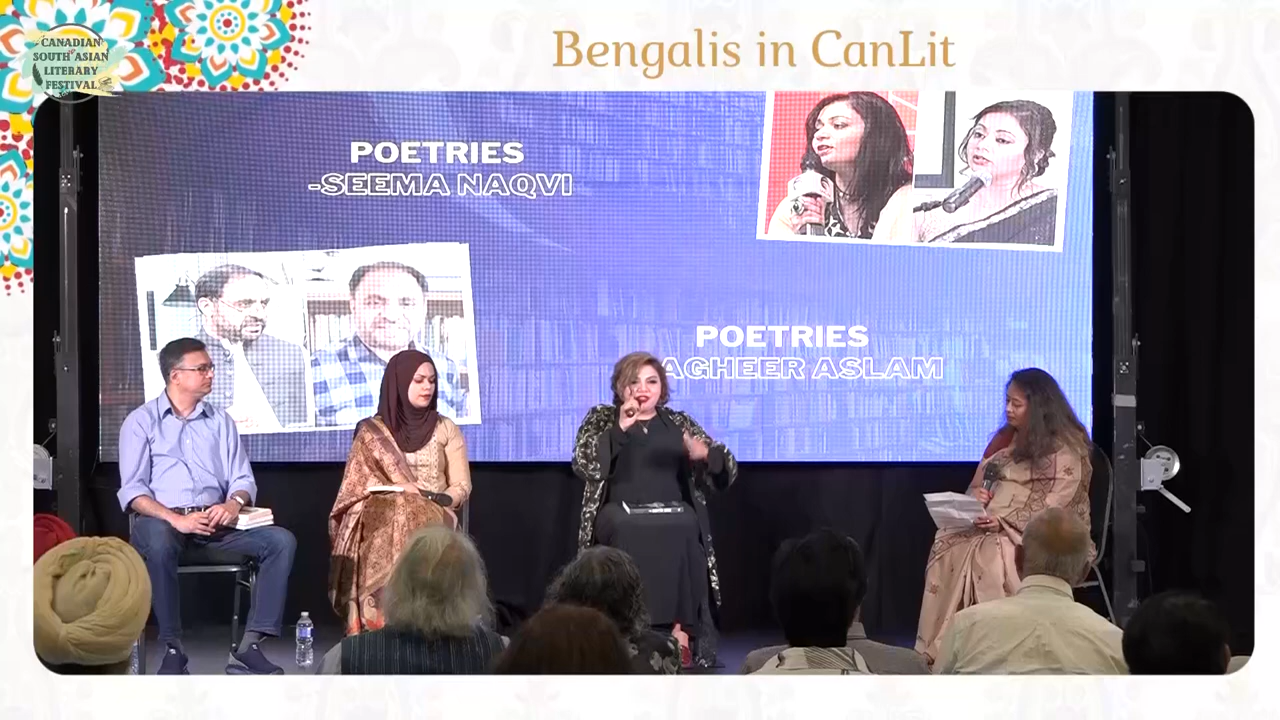 CANADIAN
SOUTH ASIAN
LITERARY
FESTIVAL
Bengalis in CanLit
POETRIES
-SEEMA NAQVI
POETRIES
AGHEER ASLAM